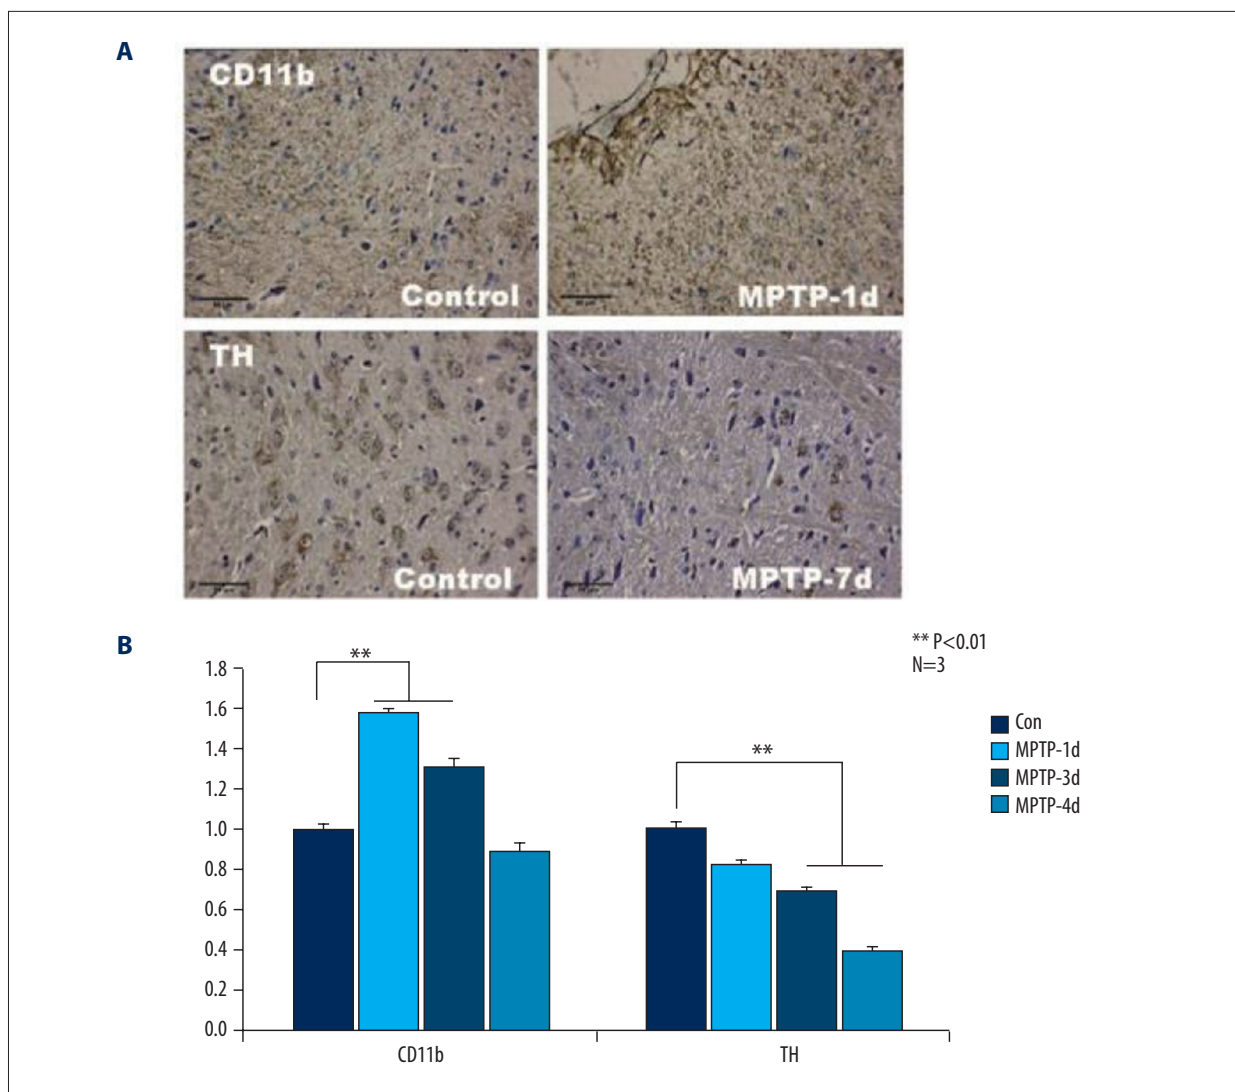 A
CD11b
Control
MPTP-1d
TH
Control
MPTP-7d
B
** P<0.01
N=3
1.8
1.6
1.4
1.2
1.0
0.8
0.6
0.4
0.2
0.0
**
**
Con
MPTP-1d
MPTP-3d
MPTP-4d
CD11b
TH